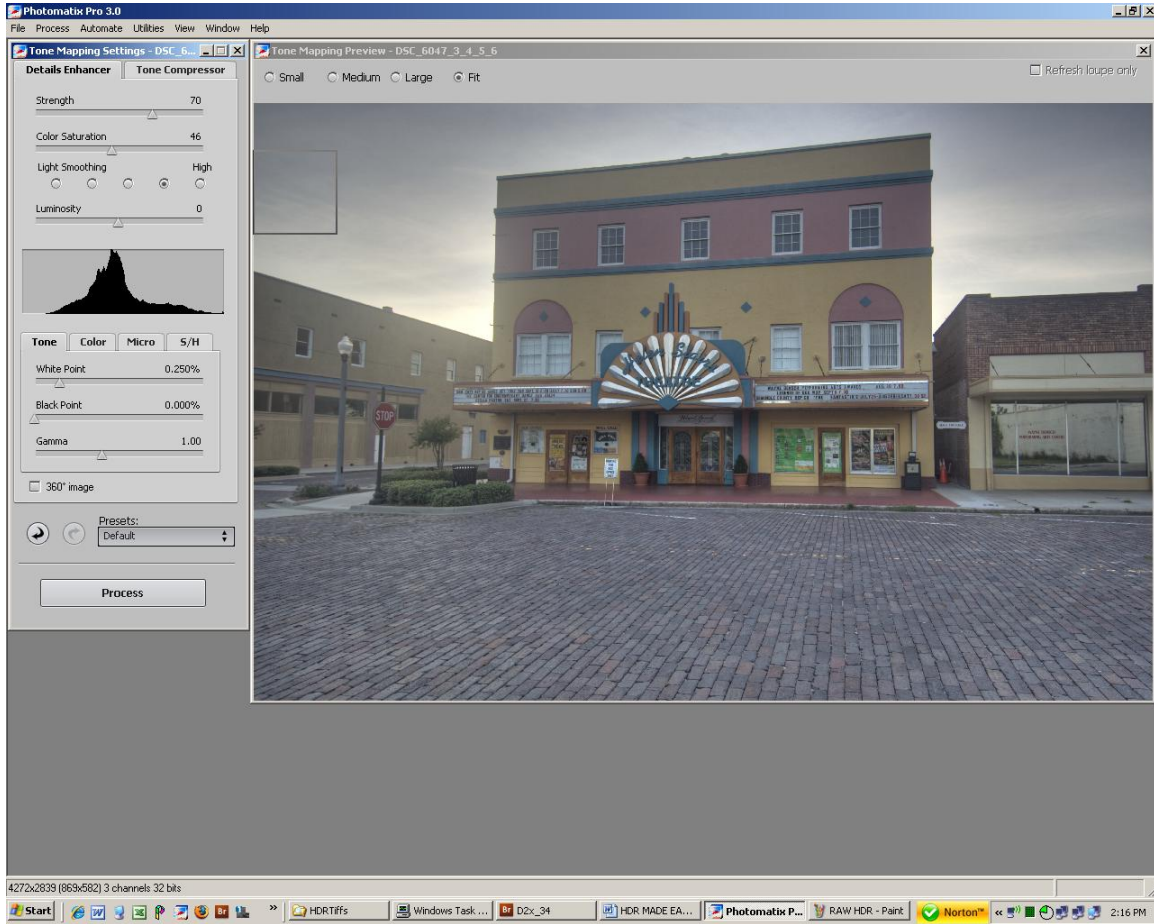 Photomatix Pro 3.0
File Process Automate Utilities View Window Help
Tone Mapping Settings - DSC_6...
Details Enhancer Tone Compressor
Strength 70
Color Saturation 46
Light Smoothing High
Luminosity 0
Tone Color Micro S/H
White Point 0.250%
Black Point 0.000%
Gamma 1.00
360° image
Presets:
Default
Process
Tone Mapping Preview - DSC_6047_3_4_5_6
Small Medium Large Fit
Refresh loupe only
THEATRE
STOP
4272x2839 (869x582) 3 channels 32 bits
Start » HDRTiffs Windows Task ... Br D2x_34 HDR MADE EA... Photomatix P... RAW HDR - Paint Norton™ « 2:16 PM